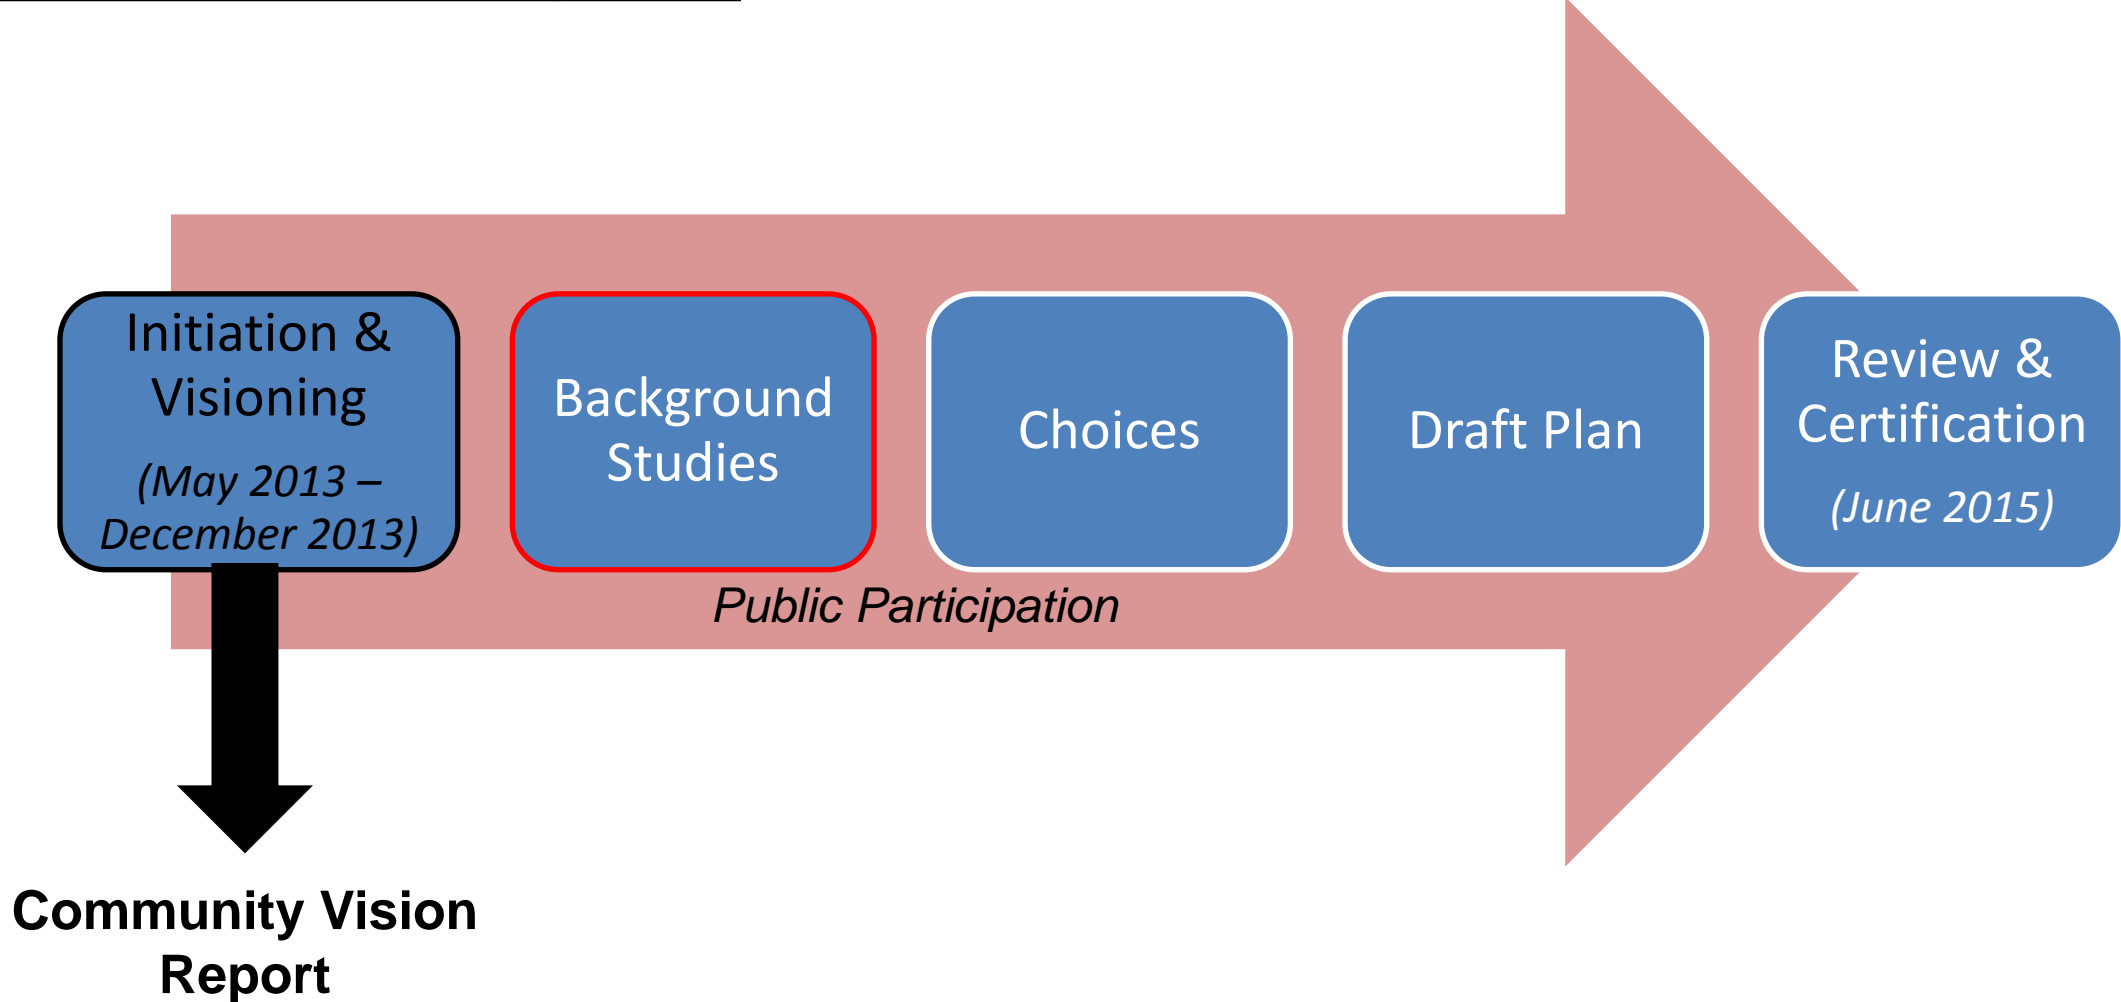 Initiation &
Visioning
(May 2013 –
December 2013)
Background
Studies
Choices
Draft Plan
Review &
Certification
(June 2015)
Public Participation
Community Vision
Report